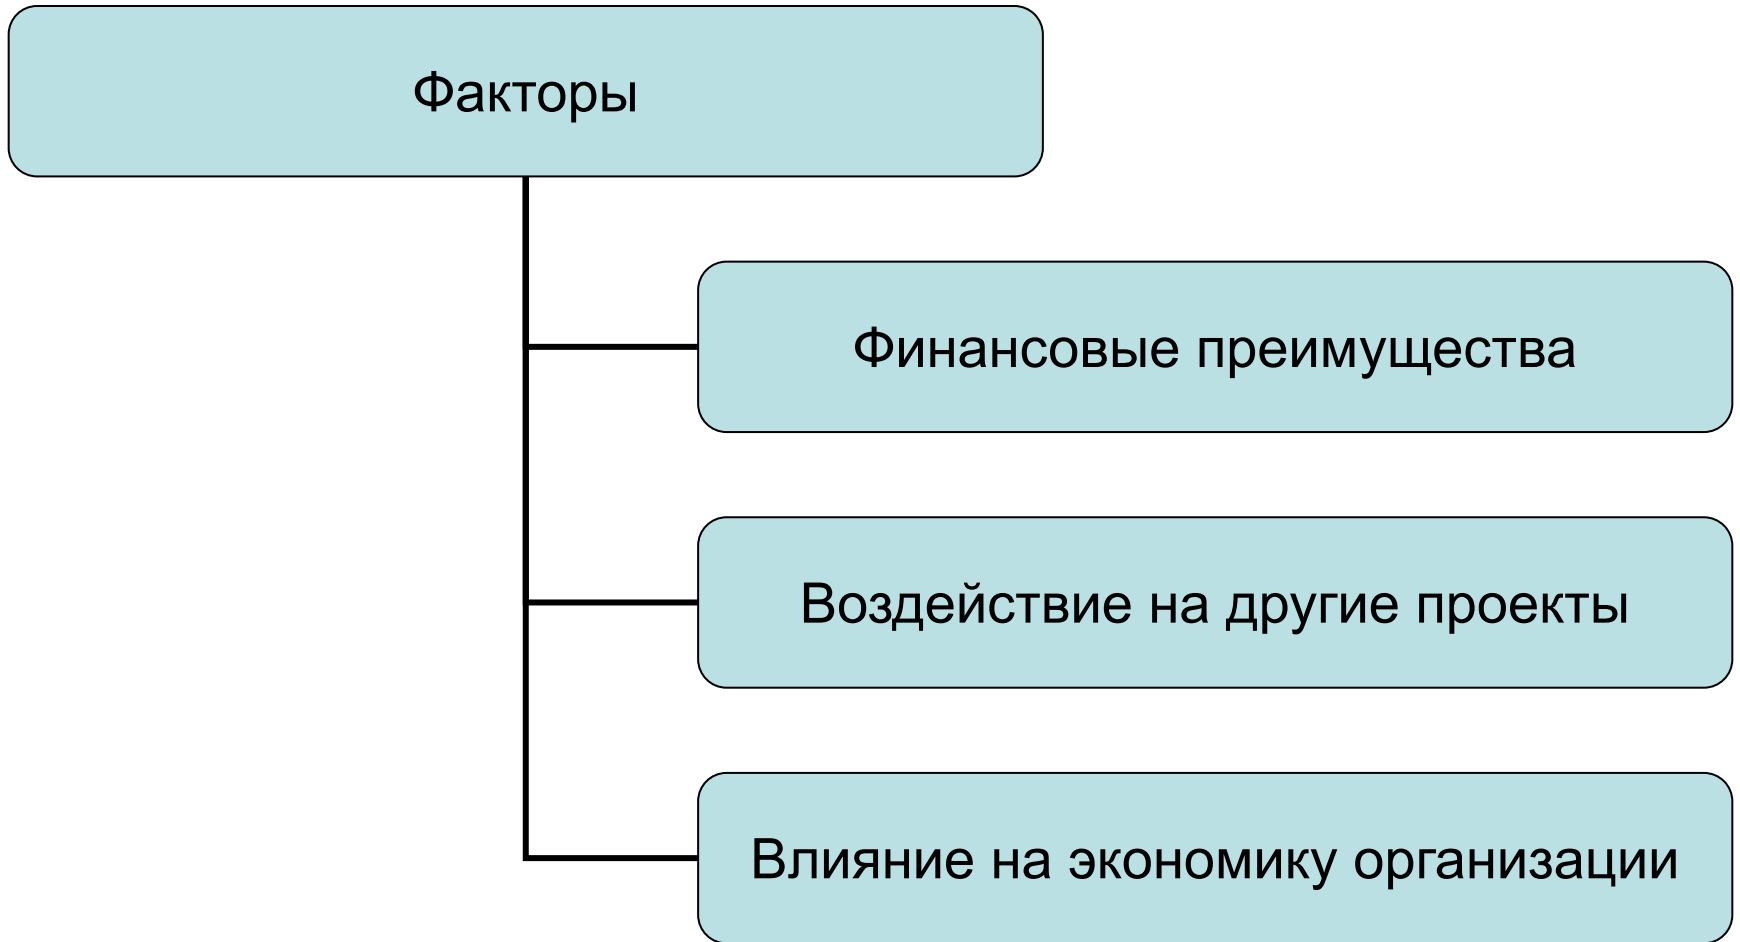 Факторы
Финансовые преимущества
Воздействие на другие проекты
Влияние на экономику организации